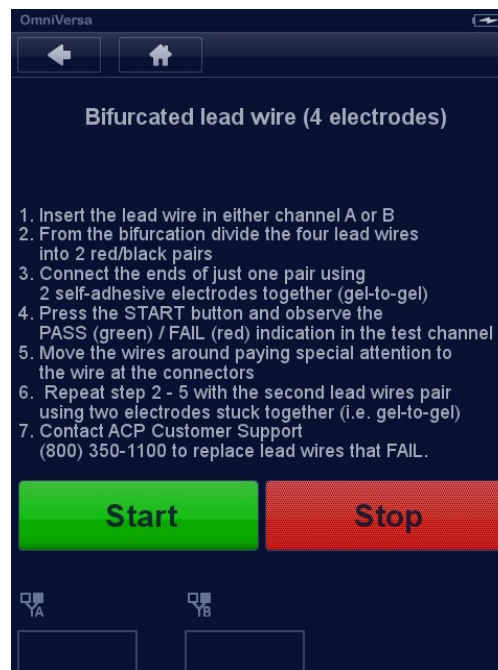 OmniVersa
Bifurcated lead wire (4 electrodes)
1. Insert the lead wire in either channel A or B
2. From the bifurcation divide the four lead wires
into 2 red/black pairs
3. Connect the ends of just one pair using
2 self-adhesive electrodes together (gel-to-gel)
4. Press the START button and observe the
PASS (green) / FAIL (red) indication in the test channel
5. Move the wires around paying special attention to
the wire at the connectors
6. Repeat step 2 - 5 with the second lead wires pair
using two electrodes stuck together (i.e. gel-to-gel)
7. Contact ACP Customer Support
(800) 350-1100 to replace lead wires that FAIL.
Start Stop
A B